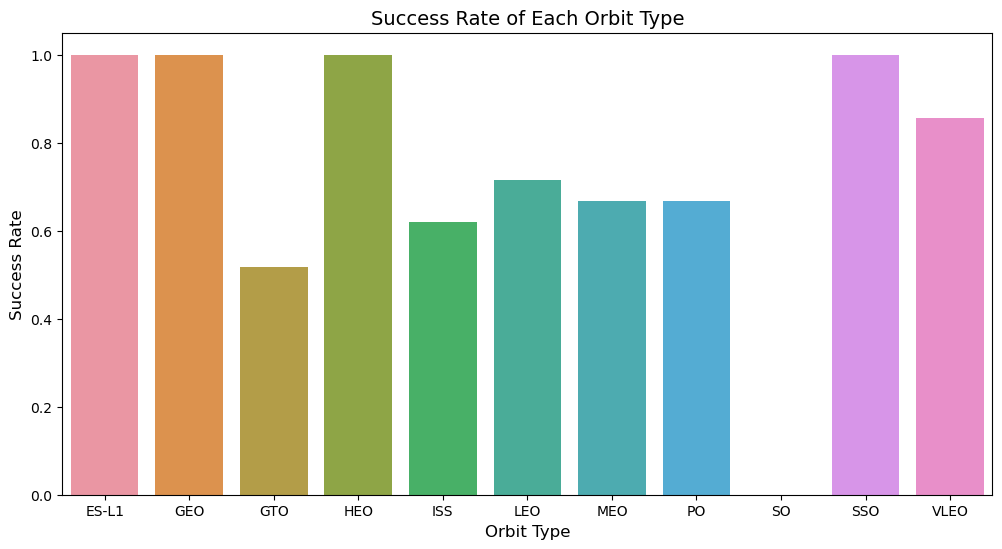 Success Rate of Each Orbit Type
1.0
0.8
0.6
0.4
0.2
0.0
Success Rate
ES-L1 GEO GTO HEO ISS LEO MEO PO SO SSO VLEO
Orbit Type